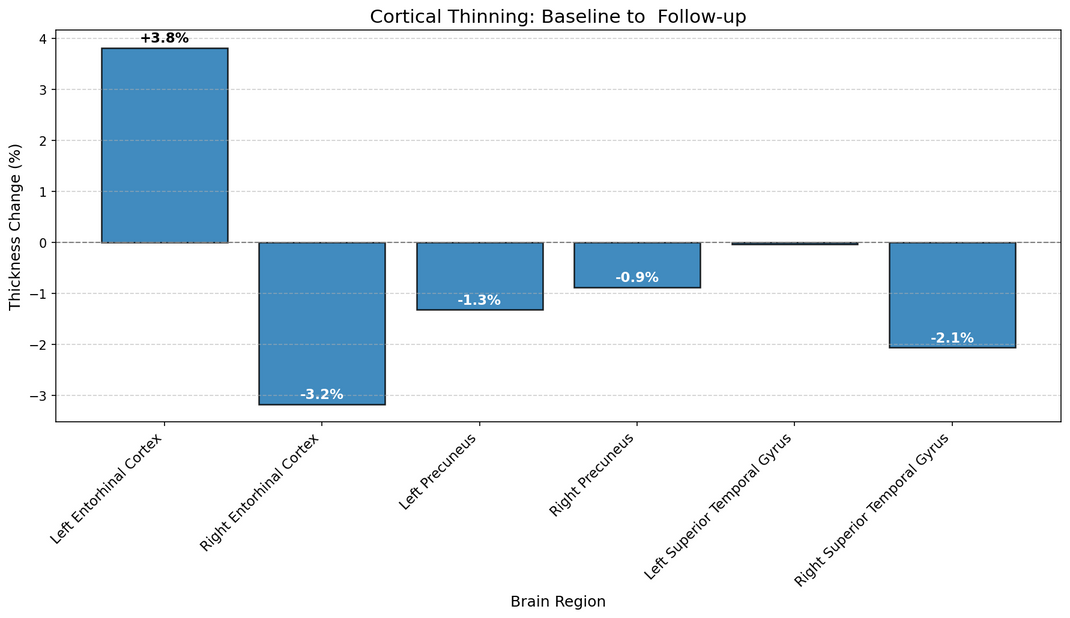 Cortical Thinning: Baseline to  Follow-up
+3.8%
-3.2%
-1.3%
-0.9%
-2.1%
4
3
2
1
0
−1
−2
−3
Thickness Change (%)
Left Entorhinal Cortex
Right Entorhinal Cortex
Left Precuneus
Right Precuneus
Left Superior Temporal Gyrus
Right Superior Temporal Gyrus
Brain Region